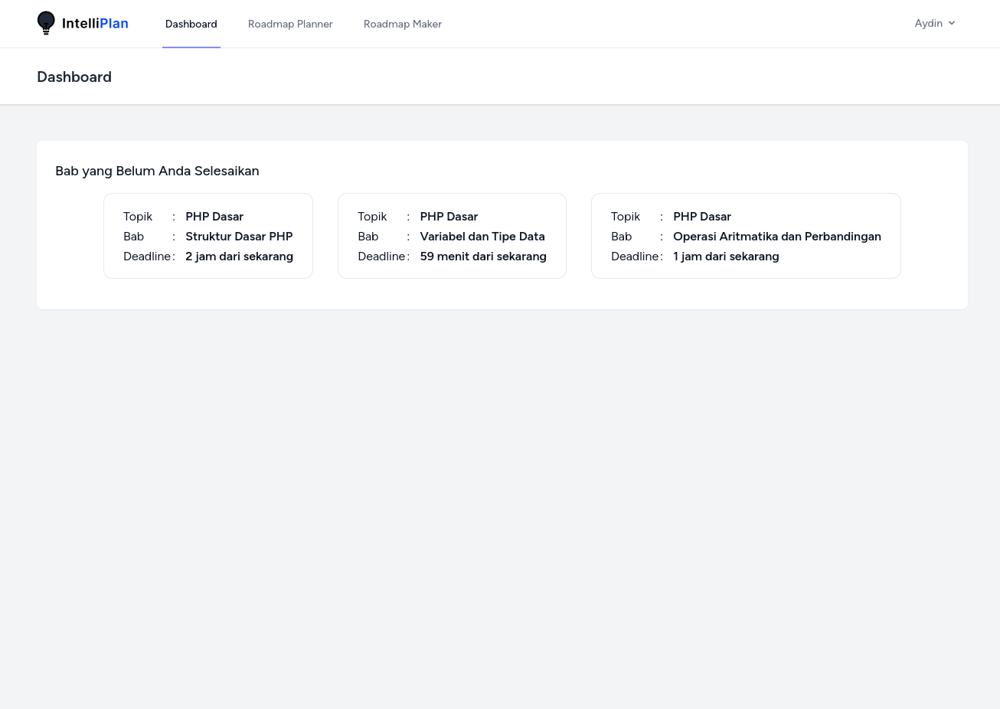 IntelliPlan Dashboard Roadmap Planner Roadmap Maker Aydin
Dashboard
Bab yang Belum Anda Selesaikan
Topik : PHP Dasar
Bab : Struktur Dasar PHP
Deadline : 2 jam dari sekarang
Topik : PHP Dasar
Bab : Variabel dan Tipe Data
Deadline : 59 menit dari sekarang
Topik : PHP Dasar
Bab : Operasi Aritmatika dan Perbandingan
Deadline : 1 jam dari sekarang